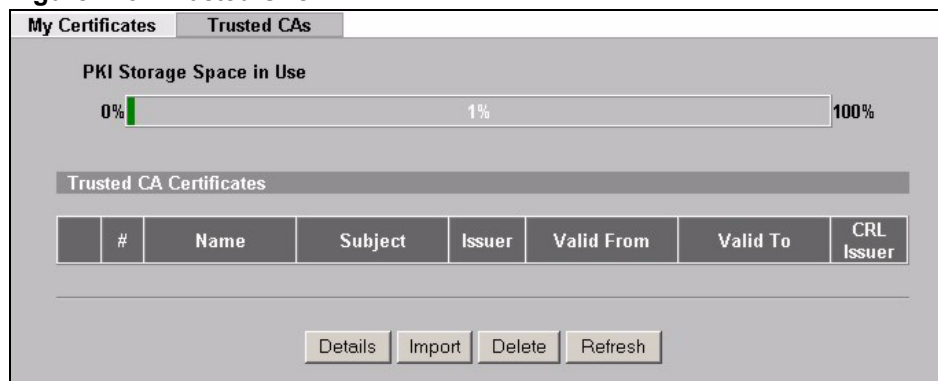 My Certificates Trusted CAs
PKI Storage Space in Use
0% 1% 100%
Trusted CA Certificates
# Name Subject Issuer Valid From Valid To CRL Issuer
Details Import Delete Refresh